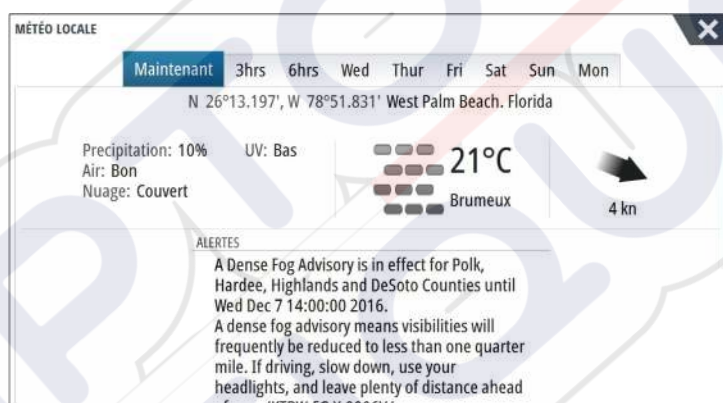 MÉTÉO LOCALE
Maintenant 3hrs 6hrs Wed Thur Fri Sat Sun Mon
N 26°13.197', W 78°51.831' West Palm Beach. Florida
Precipitation: 10% UV: Bas
Air: Bon
Nuage: Couvert
21°C
Brumeux
4 kn
ALERTES
A Dense Fog Advisory is in effect for Polk,
Hardee, Highlands and DeSoto Counties until
Wed Dec 7 14:00:00 2016.
A dense fog advisory means visibilities will
frequently be reduced to less than one quarter
mile. If driving, slow down, use your
headlights, and leave plenty of distance ahead